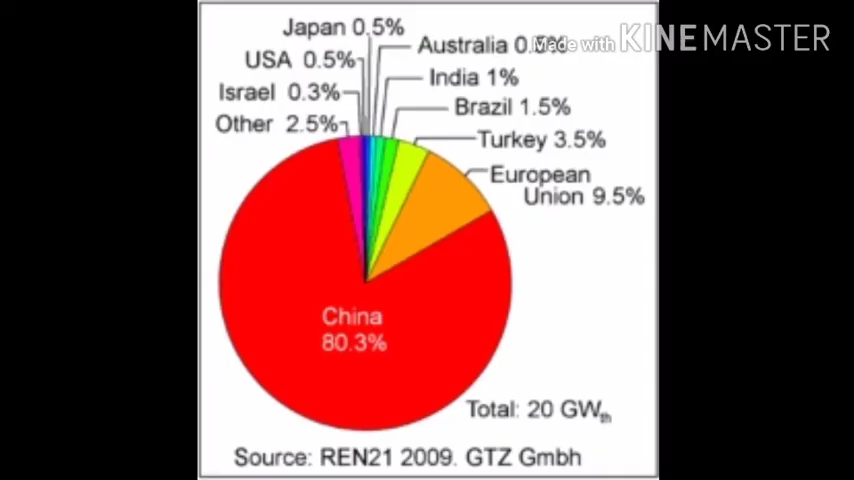 Japan 0.5%
Australia
USA 0.5%
Made with KINEMASTER
India 1%
Israel 0.3%
Brazil 1.5%
Other 2.5%
Turkey 3.5%
European
Union 9.5%
China
80.3%
Total: 20 GWth
Source: REN21 2009. GTZ Gmbh